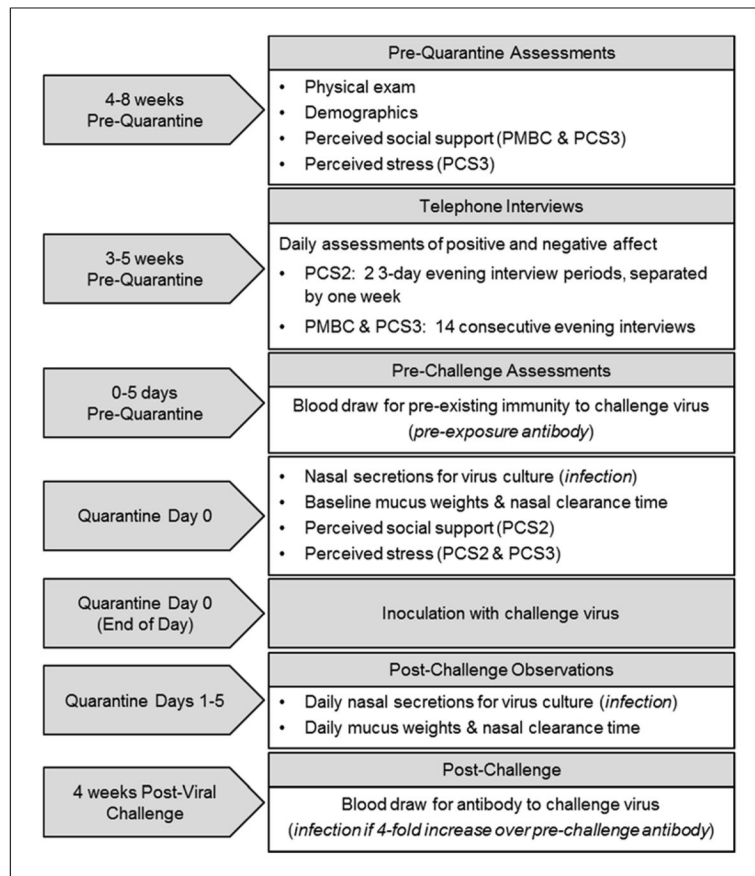 4-8 weeks
Pre-Quarantine
Pre-Quarantine Assessments
• Physical exam
• Demographics
• Perceived social support (PMBC & PCS3)
• Perceived stress (PCS3)
3-5 weeks
Pre-Quarantine
Telephone Interviews
Daily assessments of positive and negative affect
• PCS2: 2 3-day evening interview periods, separated
by one week
• PMBC & PCS3: 14 consecutive evening interviews
0-5 days
Pre-Quarantine
Pre-Challenge Assessments
Blood draw for pre-existing immunity to challenge virus
(pre-exposure antibody)
Quarantine Day 0
• Nasal secretions for virus culture (infection)
• Baseline mucus weights & nasal clearance time
• Perceived social support (PCS2)
• Perceived stress (PCS2 & PCS3)
Quarantine Day 0
(End of Day)
Inoculation with challenge virus
Quarantine Days 1-5
Post-Challenge Observations
• Daily nasal secretions for virus culture (infection)
• Daily mucus weights & nasal clearance time
4 weeks Post-Viral
Challenge
Post-Challenge
Blood draw for antibody to challenge virus
(infection if 4-fold increase over pre-challenge antibody)